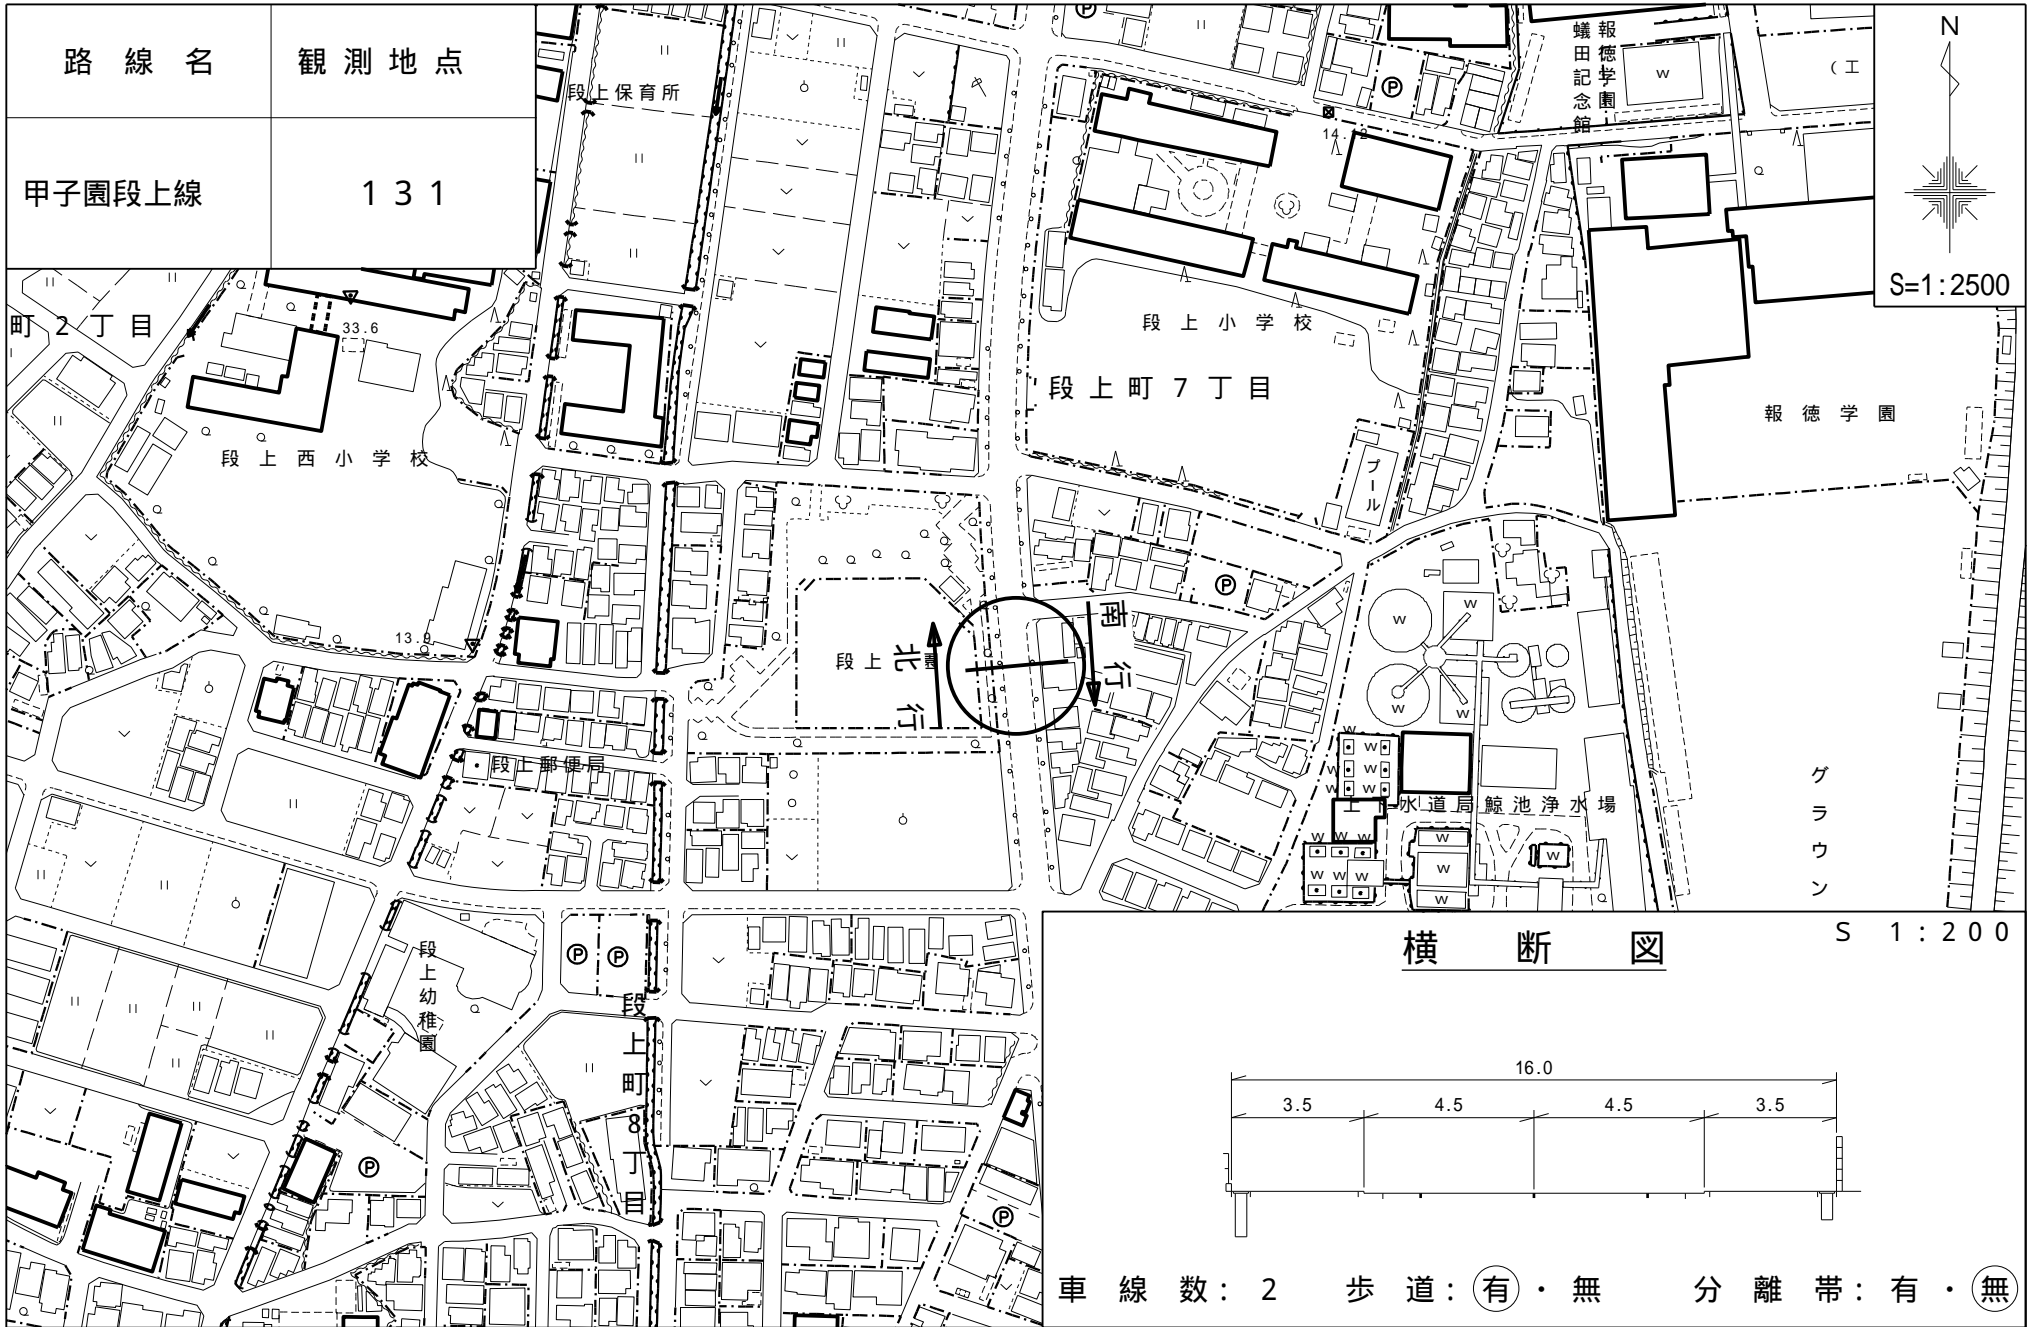 路線名
観測地点
甲子園段上線
131
N
S=1:2500
段上保育所
報徳学園
蟻田記念館
(工
14.12
町2丁目
33.6
段上西小学校
段上小学校
段上町7丁目
報徳学園
プール
13.9
段上
園
北行
南行
段上郵便局
上下水道局鯨池浄水場
グラウン
段上幼稚園
段上町8丁目
横断図
S 1:200
16.0
3.5 4.5 4.5 3.5
車線数:2 歩道:有・無 分離帯:有・無